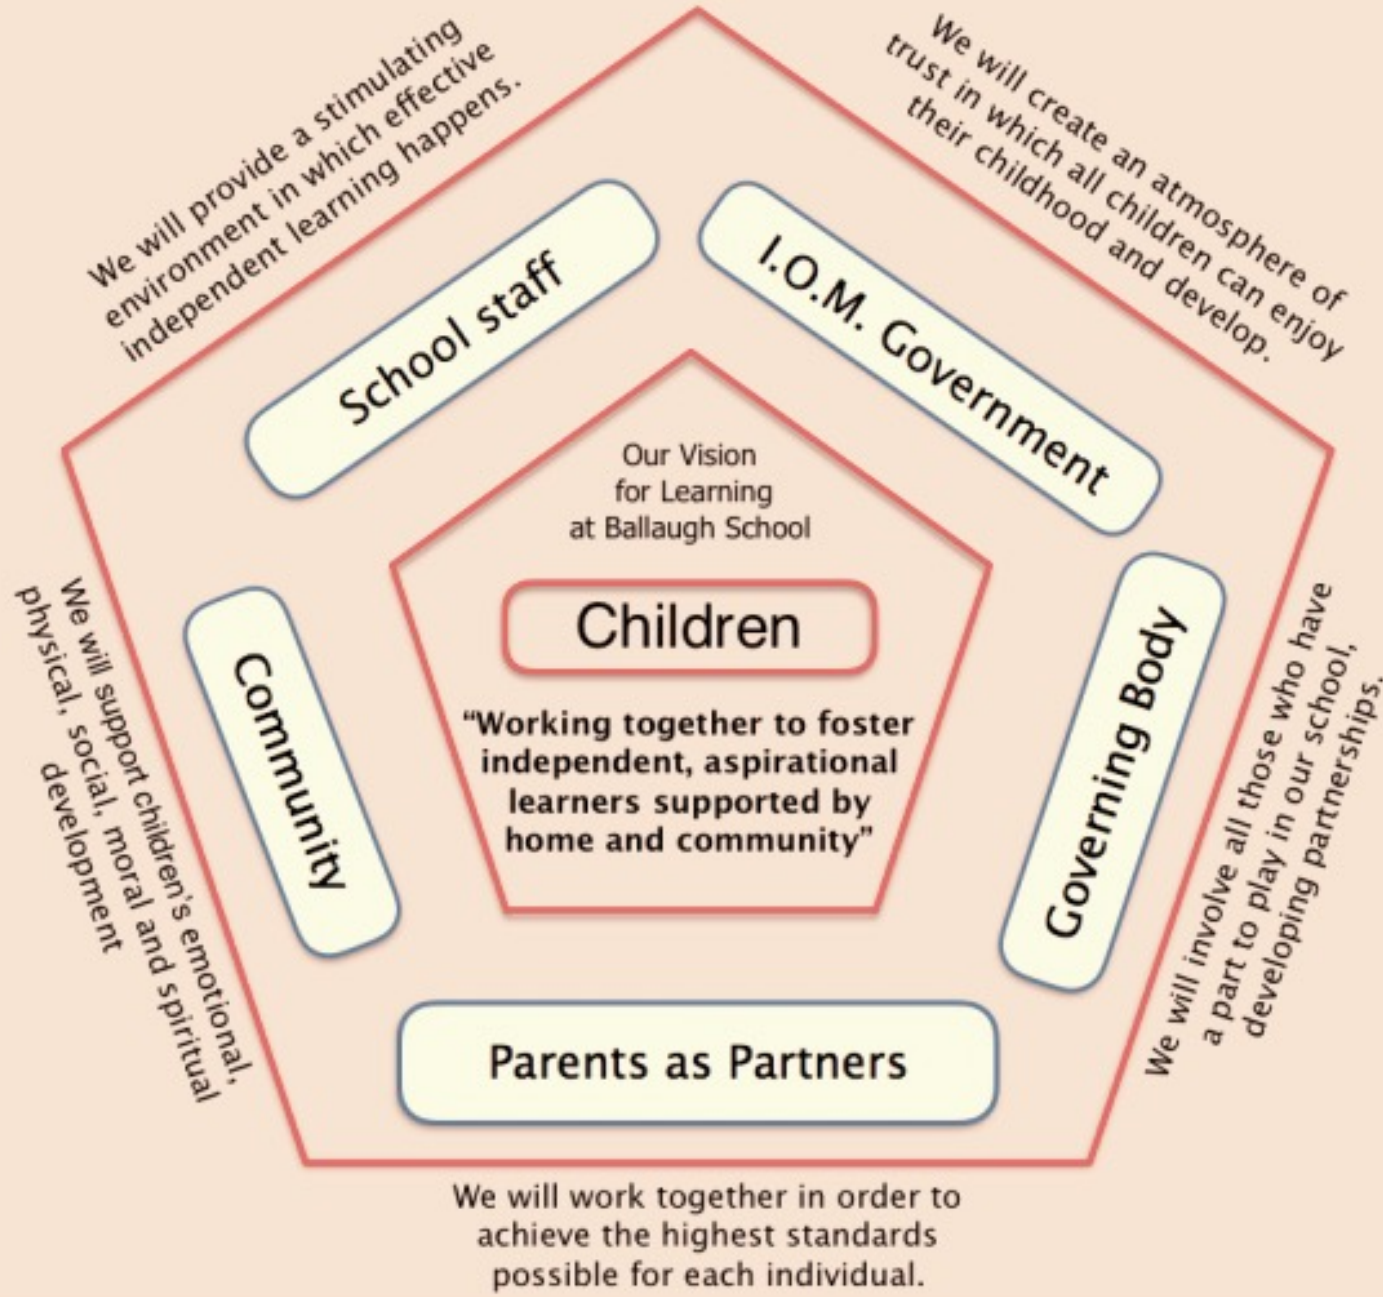 We will provide a stimulating
environment in which effective
independent learning happens.
We will create an atmosphere of
trust in which all children can enjoy
their childhood and develop.
School staff
I.O.M. Government
Our Vision
for Learning
at Ballaugh School
Children
“Working together to foster
independent, aspirational
learners supported by
home and community”
Community
Governing Body
We will support children's emotional,
physical, social, moral and spiritual
development
We will involve all those who have
a part to play in our school,
developing partnerships.
Parents as Partners
We will work together in order to
achieve the highest standards
possible for each individual.